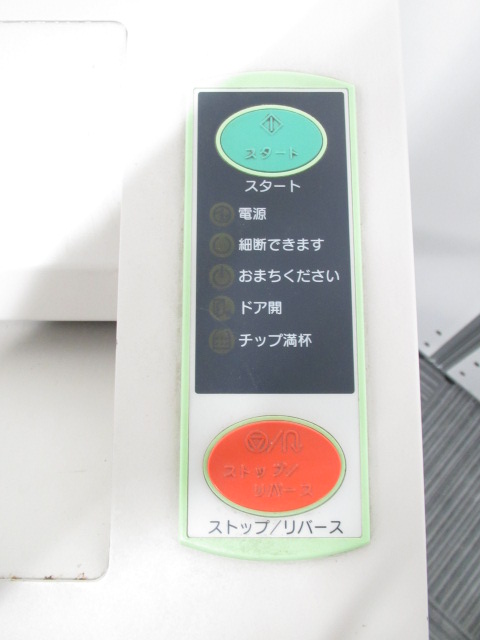 スタート
スタート
電源
細断できます
おまちください
ドア開
チップ満杯
ストップ/
リバース
ストップ/リバース